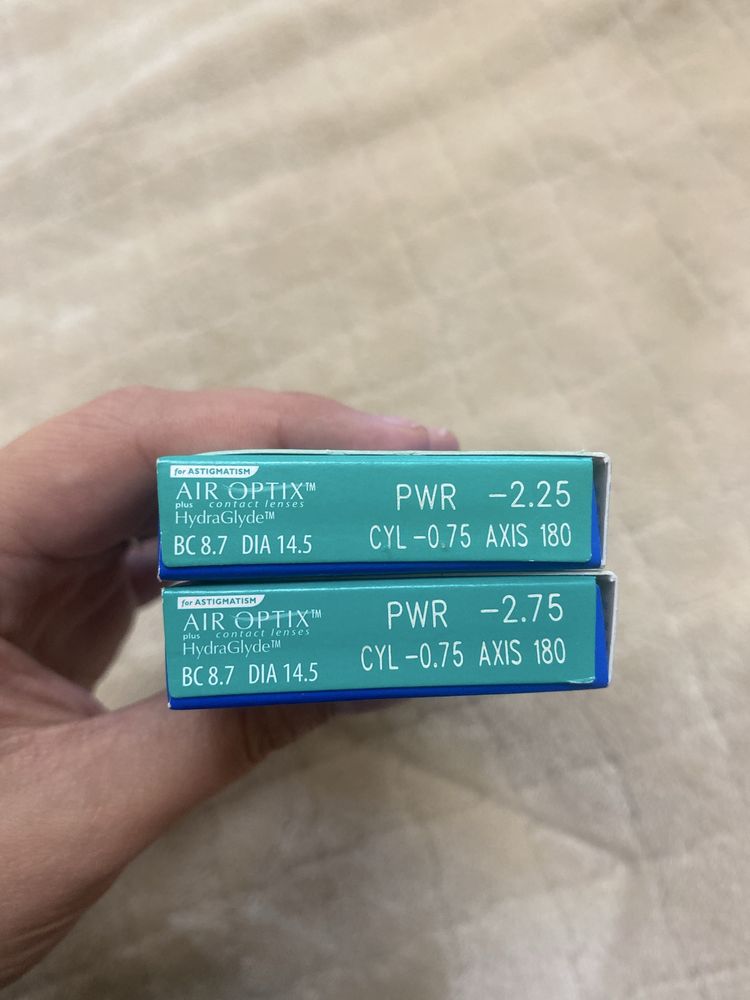 for ASTIGMATISM
AIR OPTIX™
plus contact lenses
HydraGlyde™
BC 8.7 DIA 14.5
PWR -2.25
CYL -0.75 AXIS 180
for ASTIGMATISM
AIR OPTIX™
plus contact lenses
HydraGlyde™
BC 8.7 DIA 14.5
PWR -2.75
CYL -0.75 AXIS 180